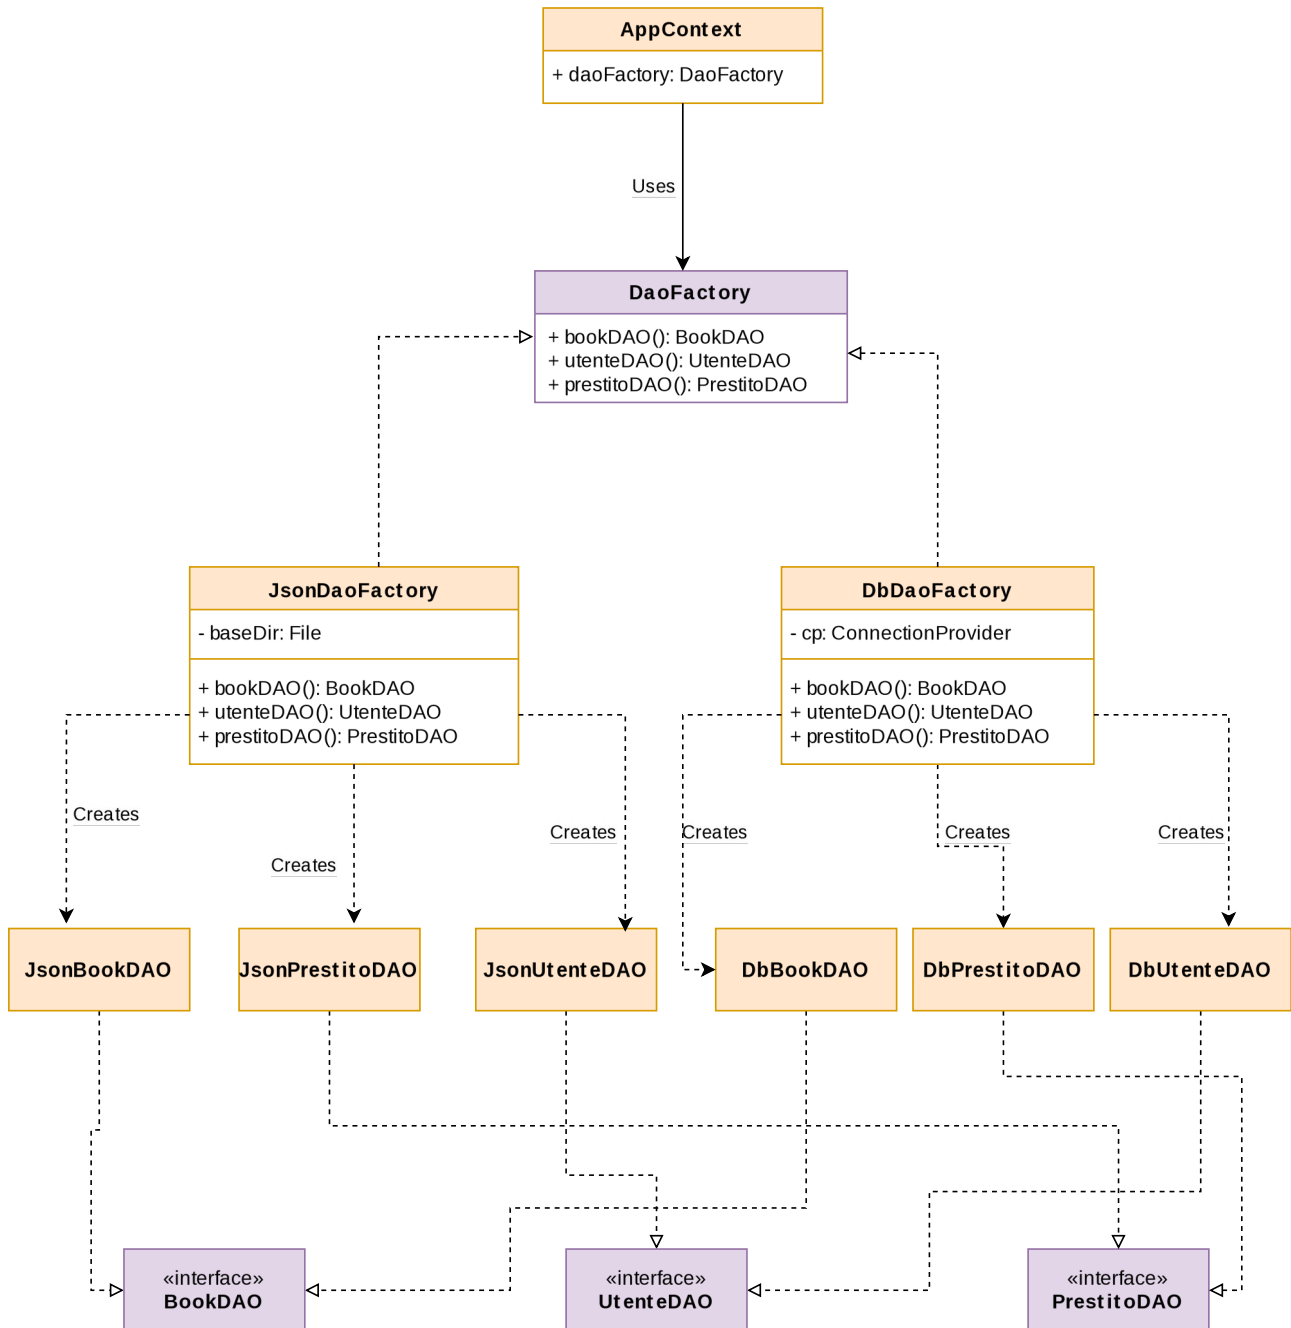 AppContext
+ daoFactory: DaoFactory
Uses
DaoFactory
+ bookDAO(): BookDAO
+ utenteDAO(): UtenteDAO
+ prestitoDAO(): PrestitoDAO
JsonDaoFactory
- baseDir: File
+ bookDAO(): BookDAO
+ utenteDAO(): UtenteDAO
+ prestitoDAO(): PrestitoDAO
DbDaoFactory
- cp: ConnectionProvider
+ bookDAO(): BookDAO
+ utenteDAO(): UtenteDAO
+ prestitoDAO(): PrestitoDAO
Creates
Creates
Creates
Creates
Creates
Creates
JsonBookDAO
JsonPrestitoDAO
JsonUtenteDAO
DbBookDAO
DbPrestitoDAO
DbUtenteDAO
«interface»
BookDAO
«interface»
UtenteDAO
«interface»
PrestitoDAO